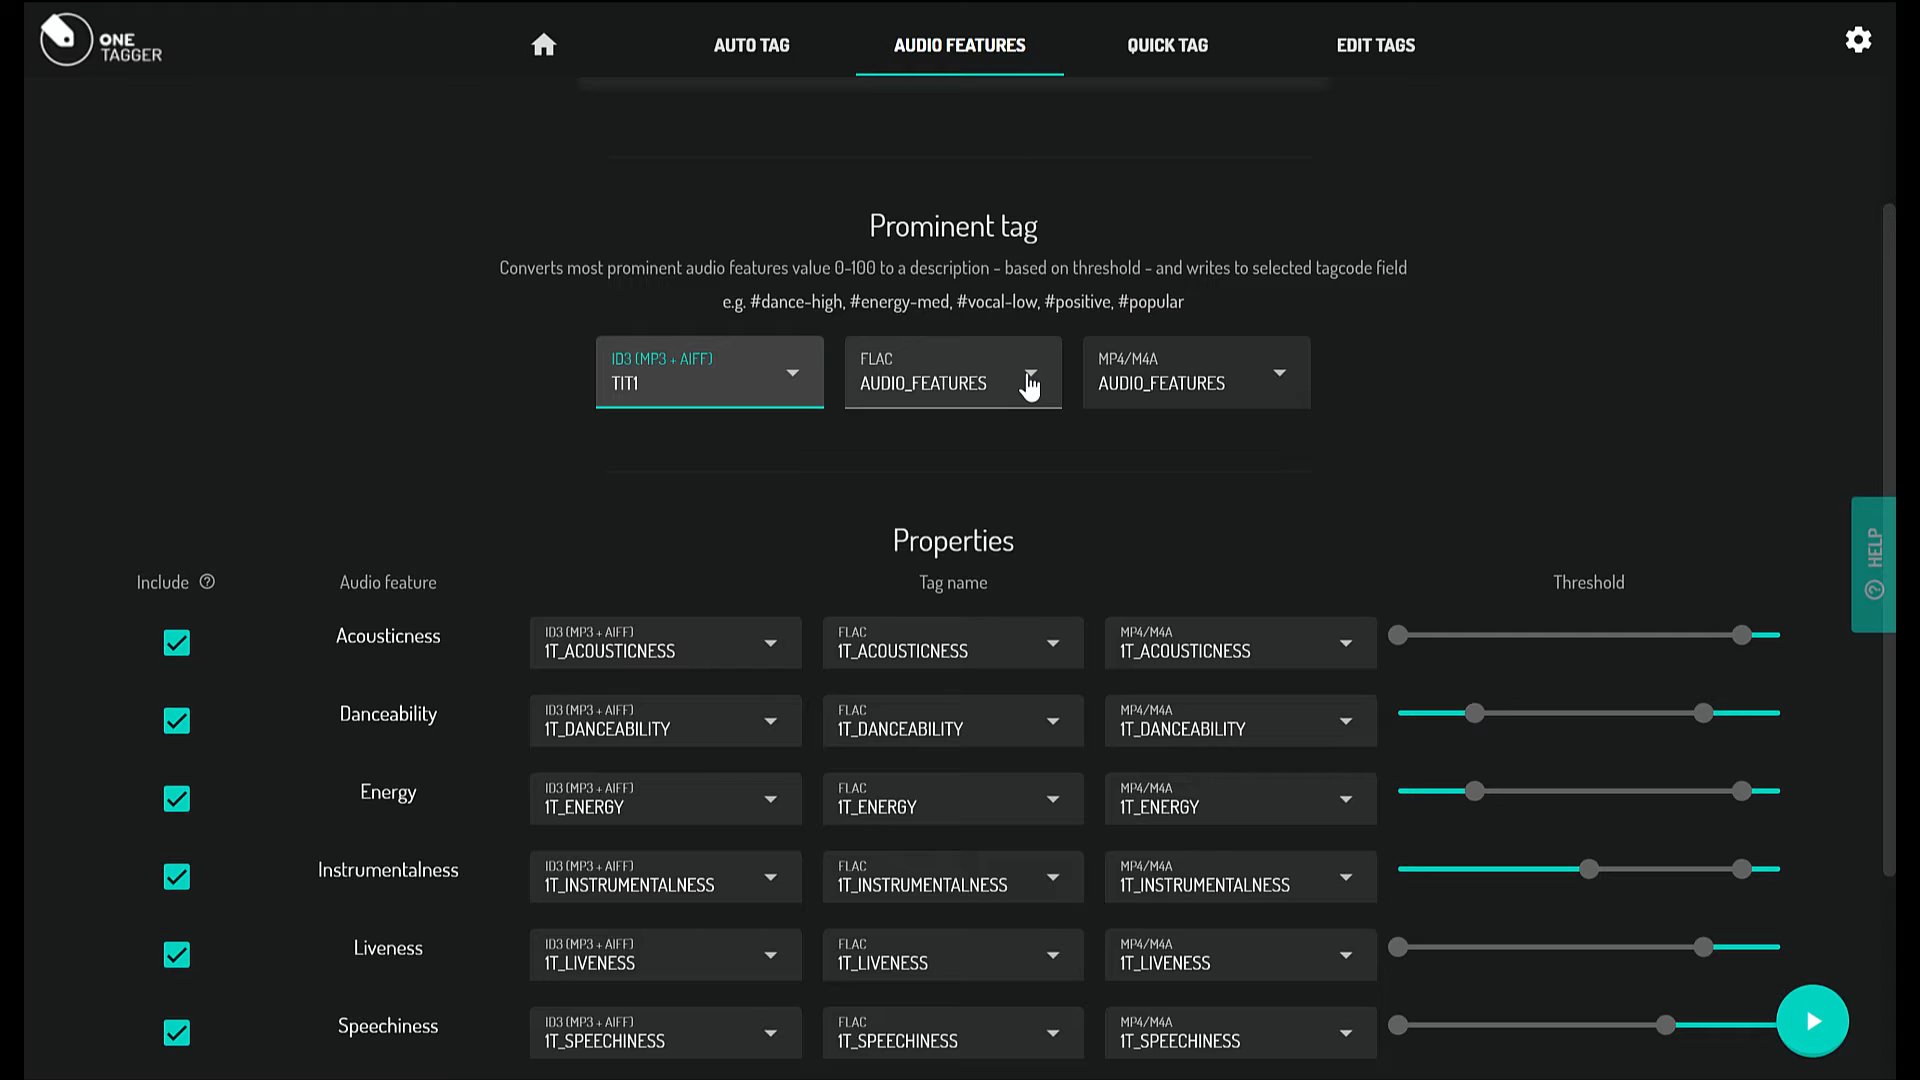 ONE
TAGGER
AUTO TAG
AUDIO FEATURES
QUICK TAG
EDIT TAGS
Prominent tag
Converts most prominent audio features value 0-100 to a description - based on threshold - and writes to selected tagcode field
e.g. #dance-high, #energy-med, #vocal-low, #positive, #popular
ID3 (MP3 + AIFF)
TIT1
FLAC
AUDIO_FEATURES
MP4/M4A
AUDIO_FEATURES
HELP
Properties
Include
Audio feature
Tag name
Threshold
Acousticness
ID3 (MP3 + AIFF)
1T_ACOUSTICNESS
FLAC
1T_ACOUSTICNESS
MP4/M4A
1T_ACOUSTICNESS
Danceability
ID3 (MP3 + AIFF)
1T_DANCEABILITY
FLAC
1T_DANCEABILITY
MP4/M4A
1T_DANCEABILITY
Energy
ID3 (MP3 + AIFF)
1T_ENERGY
FLAC
1T_ENERGY
MP4/M4A
1T_ENERGY
Instrumentalness
ID3 (MP3 + AIFF)
1T_INSTRUMENTALNESS
FLAC
1T_INSTRUMENTALNESS
MP4/M4A
1T_INSTRUMENTALNESS
Liveness
ID3 (MP3 + AIFF)
1T_LIVENESS
FLAC
1T_LIVENESS
MP4/M4A
1T_LIVENESS
Speechiness
ID3 (MP3 + AIFF)
1T_SPEECHINESS
FLAC
1T_SPEECHINESS
MP4/M4A
1T_SPEECHINESS